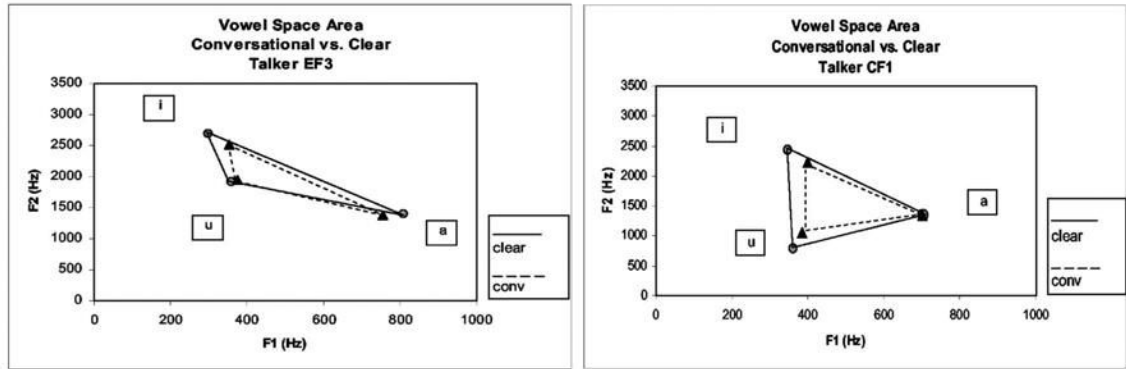 Vowel Space Area
Conversational vs. Clear
Talker EF3
3500
3000
2500
2000
1500
1000
500
0
0 200 400 600 800 1000
F2 (Hz)
F1 (Hz)
i
u
a
clear
conv
Vowel Space Area
Conversational vs. Clear
Talker CF1
3500
3000
2500
2000
1500
1000
500
0
0 200 400 600 800 1000
F2 (Hz)
F1 (Hz)
i
u
a
clear
conv